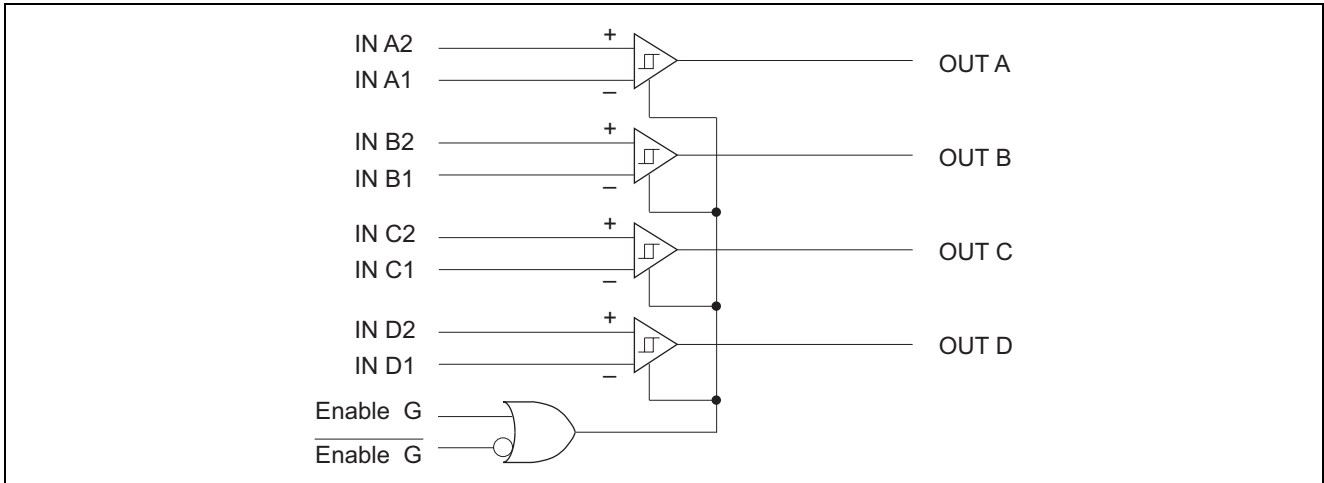 IN A2
+
IN A1
–
OUT A
IN B2
+
IN B1
–
OUT B
IN C2
+
IN C1
–
OUT C
IN D2
+
IN D1
–
OUT D
Enable G
Enable G